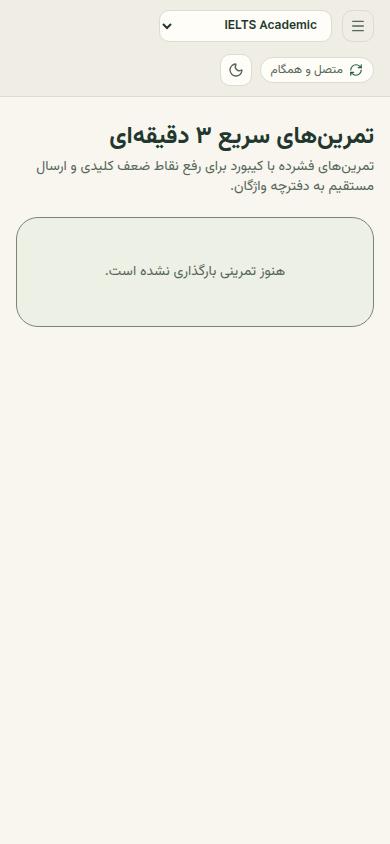 IELTS Academic
متصل و همگام
تمرین‌های سریع ۳ دقیقه‌ای
تمرین‌های فشرده با کیبورد برای رفع نقاط ضعف کلیدی و ارسال
مستقیم به دفترچه واژگان.
هنوز تمرینی بارگذاری نشده است.